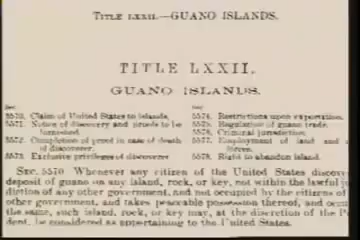 TITLE LXXII.—GUANO ISLANDS.
TITLE LXXII.
GUANO ISLANDS.
Sec.
5570. Claim of United States to islands.
5571. Notice of discovery and proofs to be furnished.
5572. Completion of proof in case of death of discoverer.
5573. Exclusive privileges of discoverer
Sec.
5574. Restrictions upon exportation.
5575. Regulation of guano trade.
5576. Criminal jurisdiction
5577. Employment of land and
forces.
5578. Right to abandon island.
SEC. 5570 Whenever any citizen of the United States discov
deposit of guano on any island, rock, or key, not within the lawful j
diction of any other government, and not occupied by the citizens of
other government, and takes peaceable possession thereof, and occu
the same, such island, rock, or key may, at the discretion of the P
dent, be considered as appertaining to the United States.